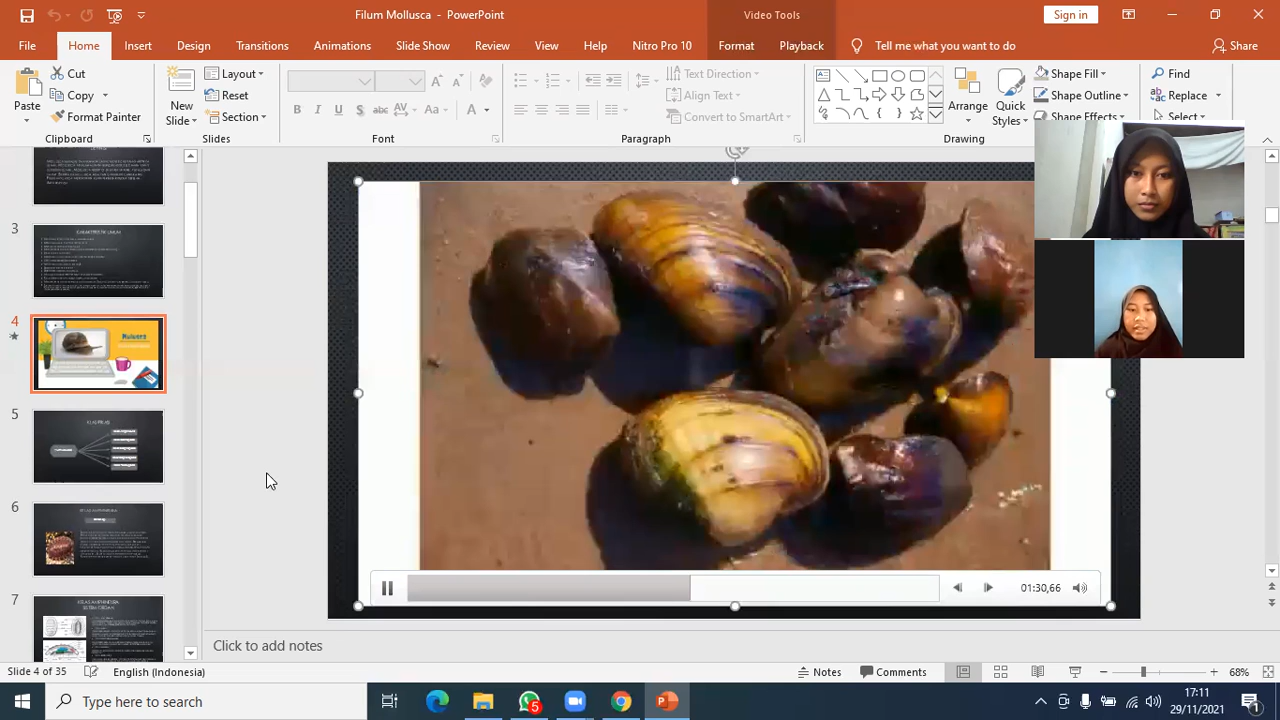 Filum Mollusca - PowerPoint
Video Tools
Sign in
File
Home
Insert
Design
Transitions
Animations
Slide Show
Review
View
Help
Nitro Pro 10
Format
Playback
Tell me what you want to do
Share
Paste
Cut
Copy
Format Painter
Clipboard
New Slide
Layout
Reset
Section
Slides
B I U S abc AV Aa A
Font
Text Direction
Align Text
Convert to SmartArt
Paragraph
Arrange
Quick Styles
Shape Fill
Shape Outline
Shape Effects
Drawing
Find
Replace
Select
3
4
5
6
7
01:30,66
Click to add notes
Slide 4 of 35
English (Indonesia)
Notes
Comments
68%
Type here to search
5
17:11
29/11/2021
1